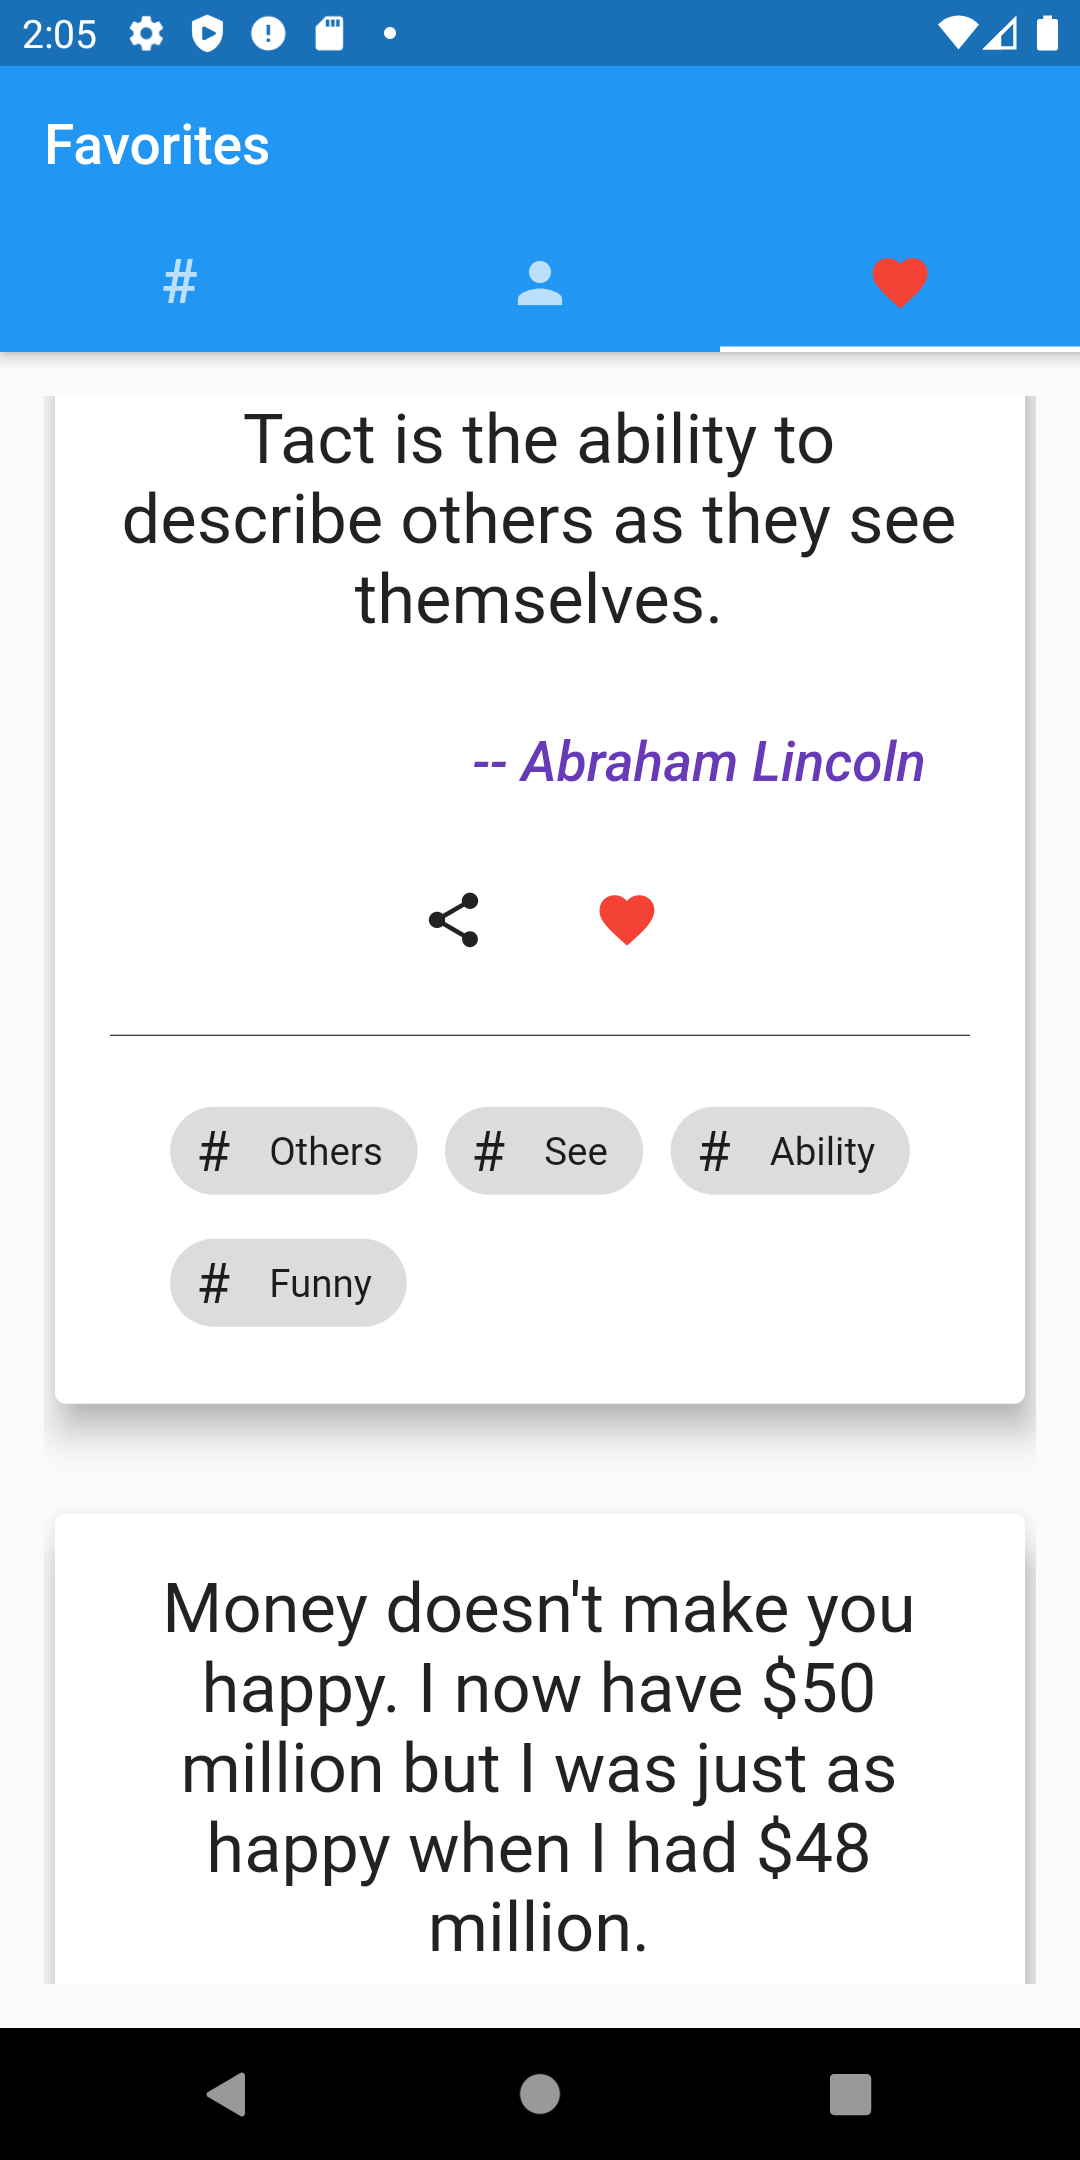 2:05
Favorites
#
Tact is the ability to
describe others as they see
themselves.
-- Abraham Lincoln
# Others # See # Ability
# Funny
Money doesn't make you
happy. I now have $50
million but I was just as
happy when I had $48
million.